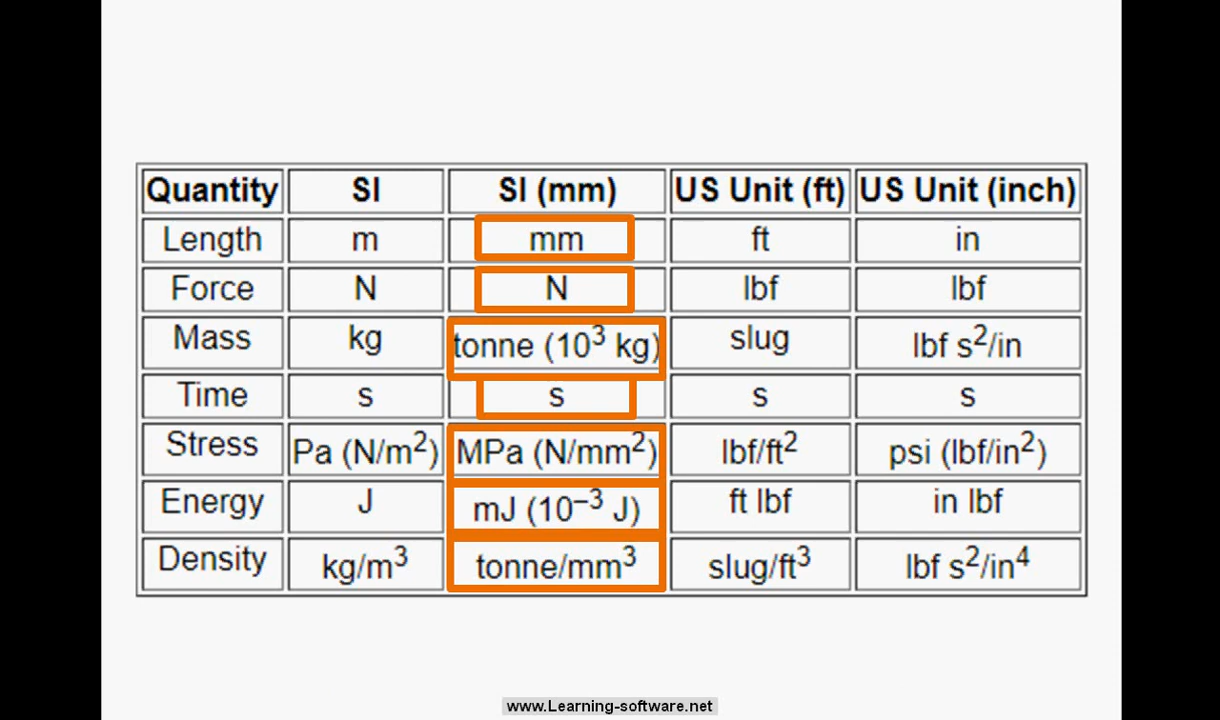 Quantity SI SI (mm) US Unit (ft) US Unit (inch)
Length m mm ft in
Force N N lbf lbf
Mass kg tonne (10³ kg) slug lbf s²/in
Time s s s s
Stress Pa (N/m²) MPa (N/mm²) lbf/ft² psi (lbf/in²)
Energy J mJ (10⁻³ J) ft lbf in lbf
Density kg/m³ tonne/mm³ slug/ft³ lbf s²/in⁴
www.Learning-software.net